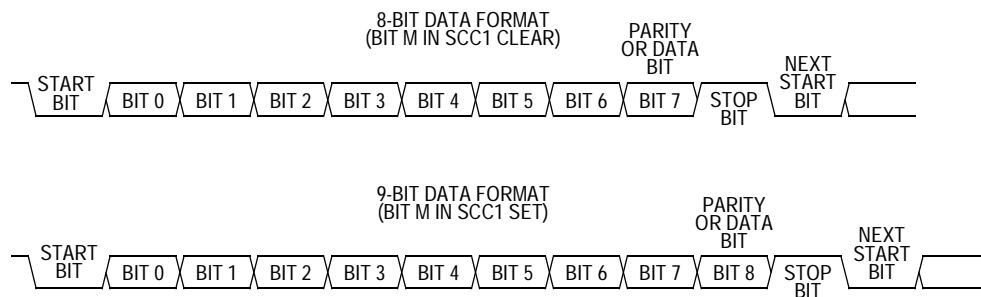 8-BIT DATA FORMAT
(BIT M IN SCC1 CLEAR)
PARITY
OR DATA
BIT
START
BIT
BIT 0
BIT 1
BIT 2
BIT 3
BIT 4
BIT 5
BIT 6
BIT 7
STOP
BIT
NEXT
START
BIT
9-BIT DATA FORMAT
(BIT M IN SCC1 SET)
PARITY
OR DATA
BIT
START
BIT
BIT 0
BIT 1
BIT 2
BIT 3
BIT 4
BIT 5
BIT 6
BIT 7
BIT 8
STOP
BIT
NEXT
START
BIT